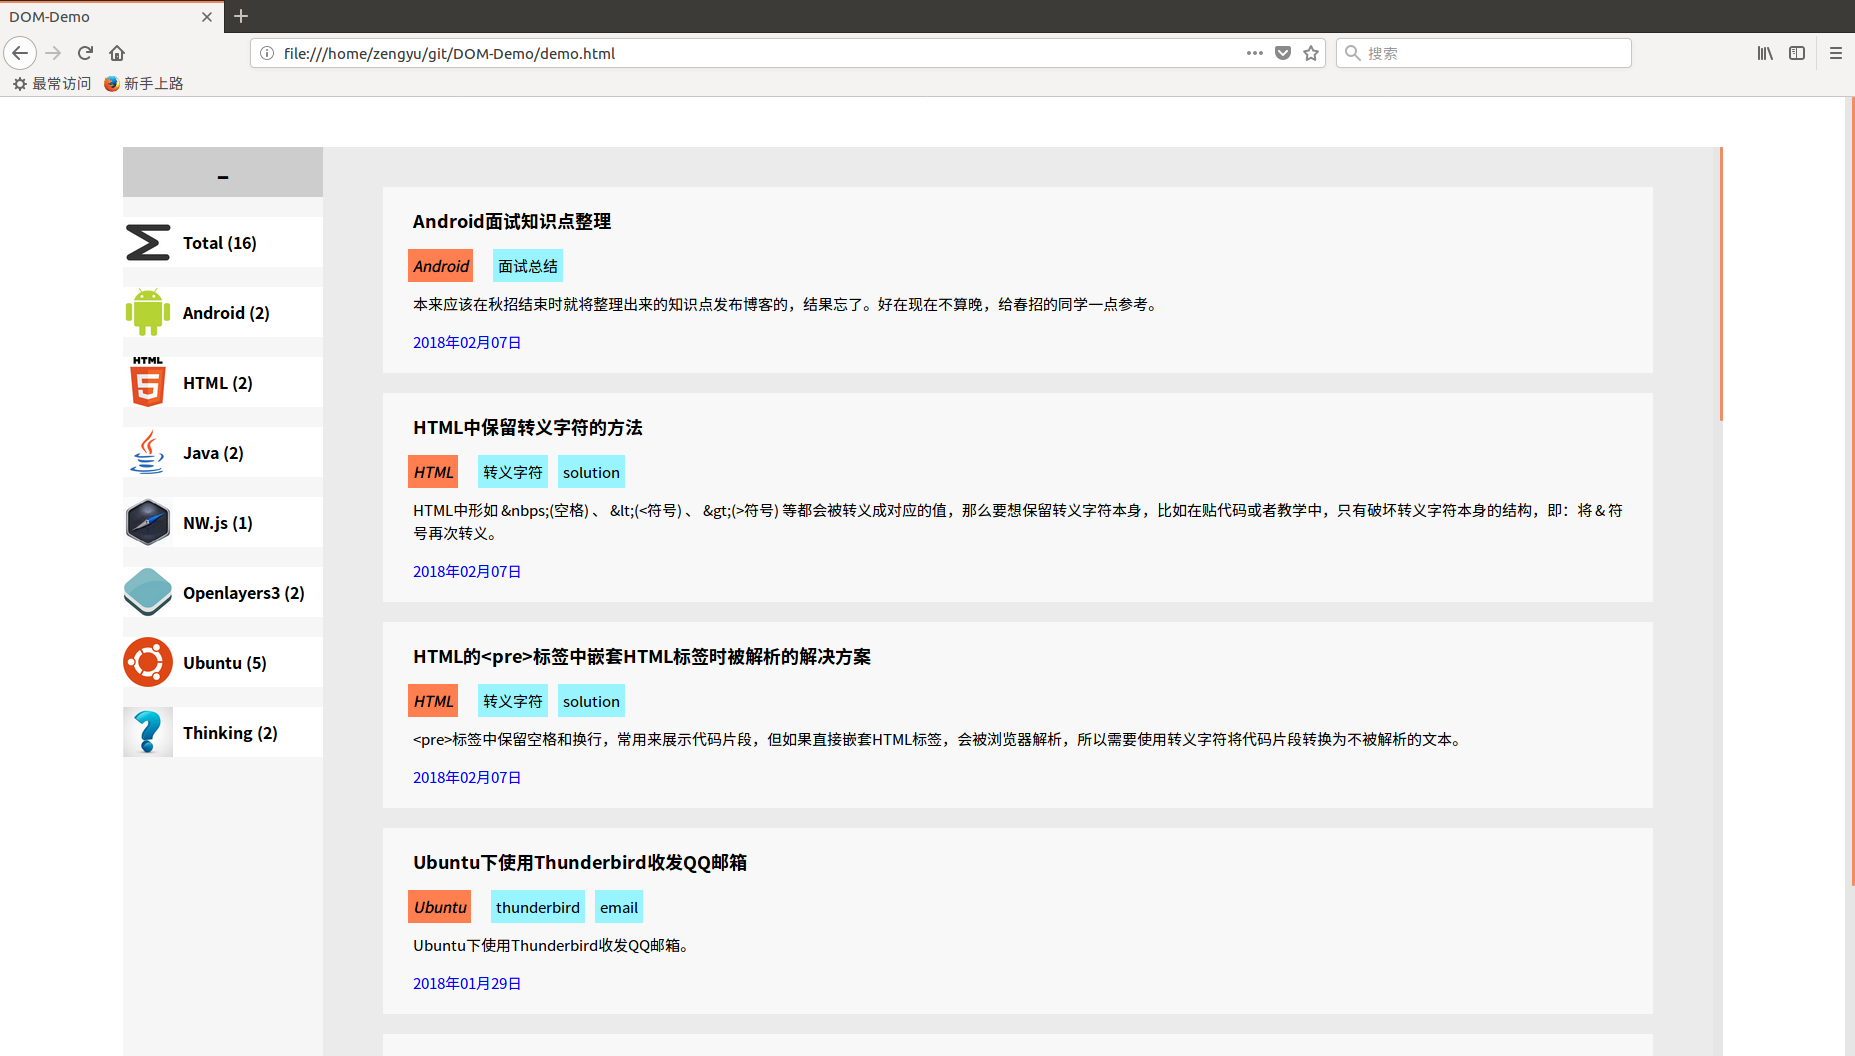 DOM-Demo
file:///home/zengyu/git/DOM-Demo/demo.html
搜索
最常访问 新手上路
–
Total (16)
Android (2)
HTML
HTML (2)
Java (2)
NW.js (1)
Openlayers3 (2)
Ubuntu (5)
Thinking (2)
Android面试知识点整理
Android 面试总结
本来应该在秋招结束时就将整理出来的知识点发布博客的，结果忘了。好在现在不算晚，给春招的同学一点参考。
2018年02月07日
HTML中保留转义字符的方法
HTML 转义字符 solution
HTML中形如 &nbps;(空格) 、 &lt;(<符号) 、 &gt;(>符号) 等都会被转义成对应的值，那么要想保留转义字符本身，比如在贴代码或者教学中，只有破坏转义字符本身的结构，即：将 & 符
号再次转义。
2018年02月07日
HTML的<pre>标签中嵌套HTML标签时被解析的解决方案
HTML 转义字符 solution
<pre>标签中保留空格和换行，常用来展示代码片段，但如果直接嵌套HTML标签，会被浏览器解析，所以需要使用转义字符将代码片段转换为不被解析的文本。
2018年02月07日
Ubuntu下使用Thunderbird收发QQ邮箱
Ubuntu thunderbird email
Ubuntu下使用Thunderbird收发QQ邮箱。
2018年01月29日